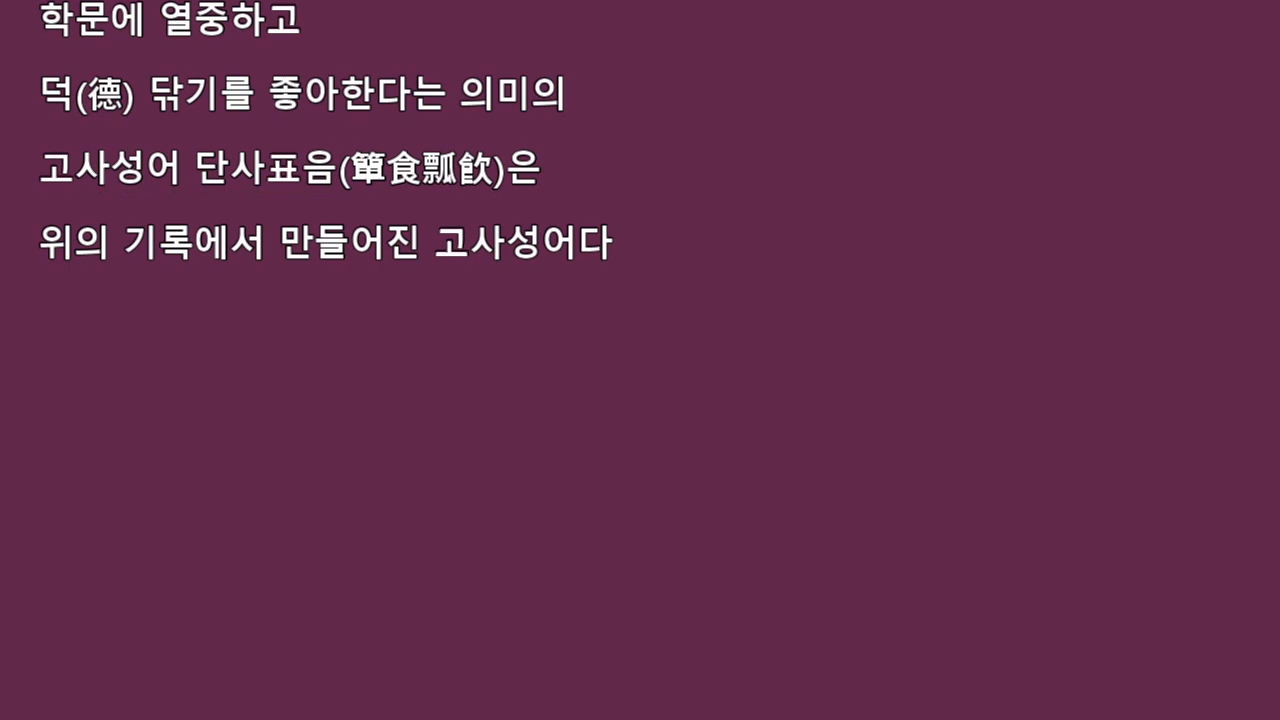 학문에 열중하고
덕(德) 닦기를 좋아한다는 의미의
고사성어 단사표음(簞食瓢飮)은
위의 기록에서 만들어진 고사성어다